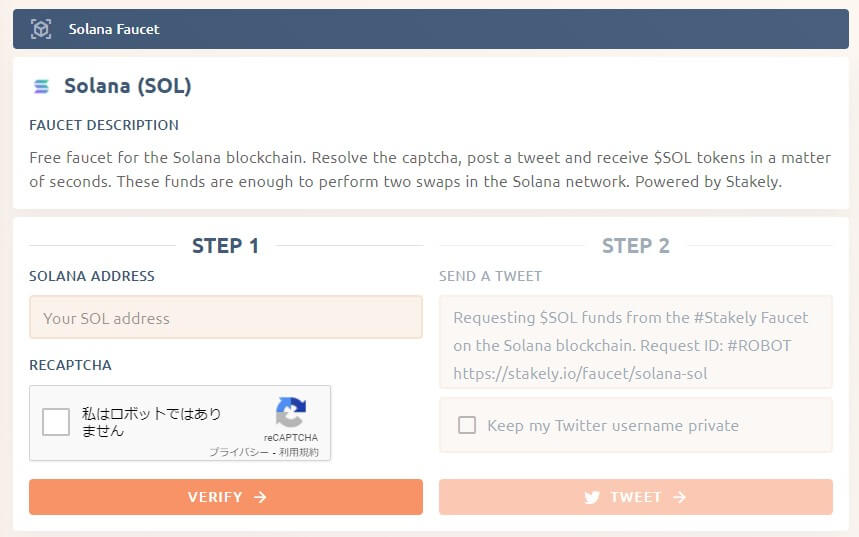 Solana Faucet
Solana (SOL)
FAUCET DESCRIPTION
Free faucet for the Solana blockchain. Resolve the captcha, post a tweet and receive $SOL tokens in a matter
of seconds. These funds are enough to perform two swaps in the Solana network. Powered by Stakely.
STEP 1
SOLANA ADDRESS
Your SOL address
RECAPTCHA
私はロボットではあり
ません
reCAPTCHA
プライバシー - 利用規約
VERIFY
STEP 2
SEND A TWEET
Requesting $SOL funds from the #Stakely Faucet
on the Solana blockchain. Request ID: #ROBOT
https://stakely.io/faucet/solana-sol
Keep my Twitter username private
TWEET